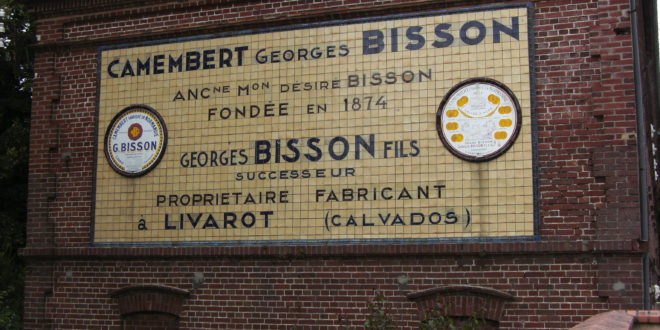 CAMEMBERT GEORGES BISSON
ANCNE MON DESIRE BISSON
FONDÉE EN 1874
GEORGES BISSON FILS
SUCCESSEUR
PROPRIETAIRE FABRICANT
à LIVAROT (CALVADOS)
G. BISSON